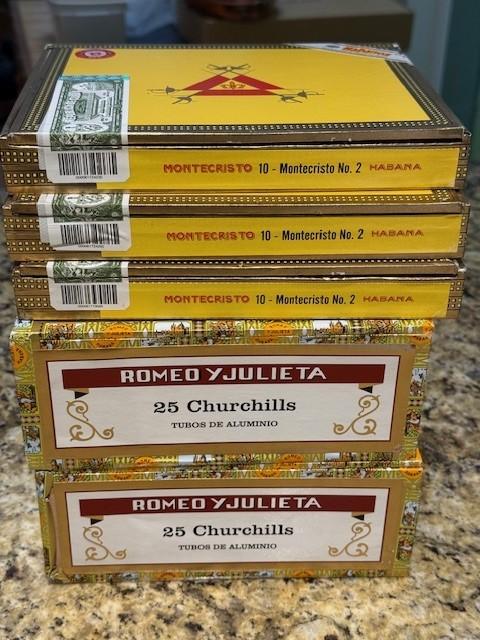 MONTECRISTO 10 - Montecristo No. 2 HABANA
MONTECRISTO 10 - Montecristo No. 2 HABANA
MONTECRISTO 10 - Montecristo No. 2 HABANA
ROMEO Y JULIETA
25 Churchills
TUBOS DE ALUMINIO
ROMEO Y JULIETA
25 Churchills
TUBOS DE ALUMINIO